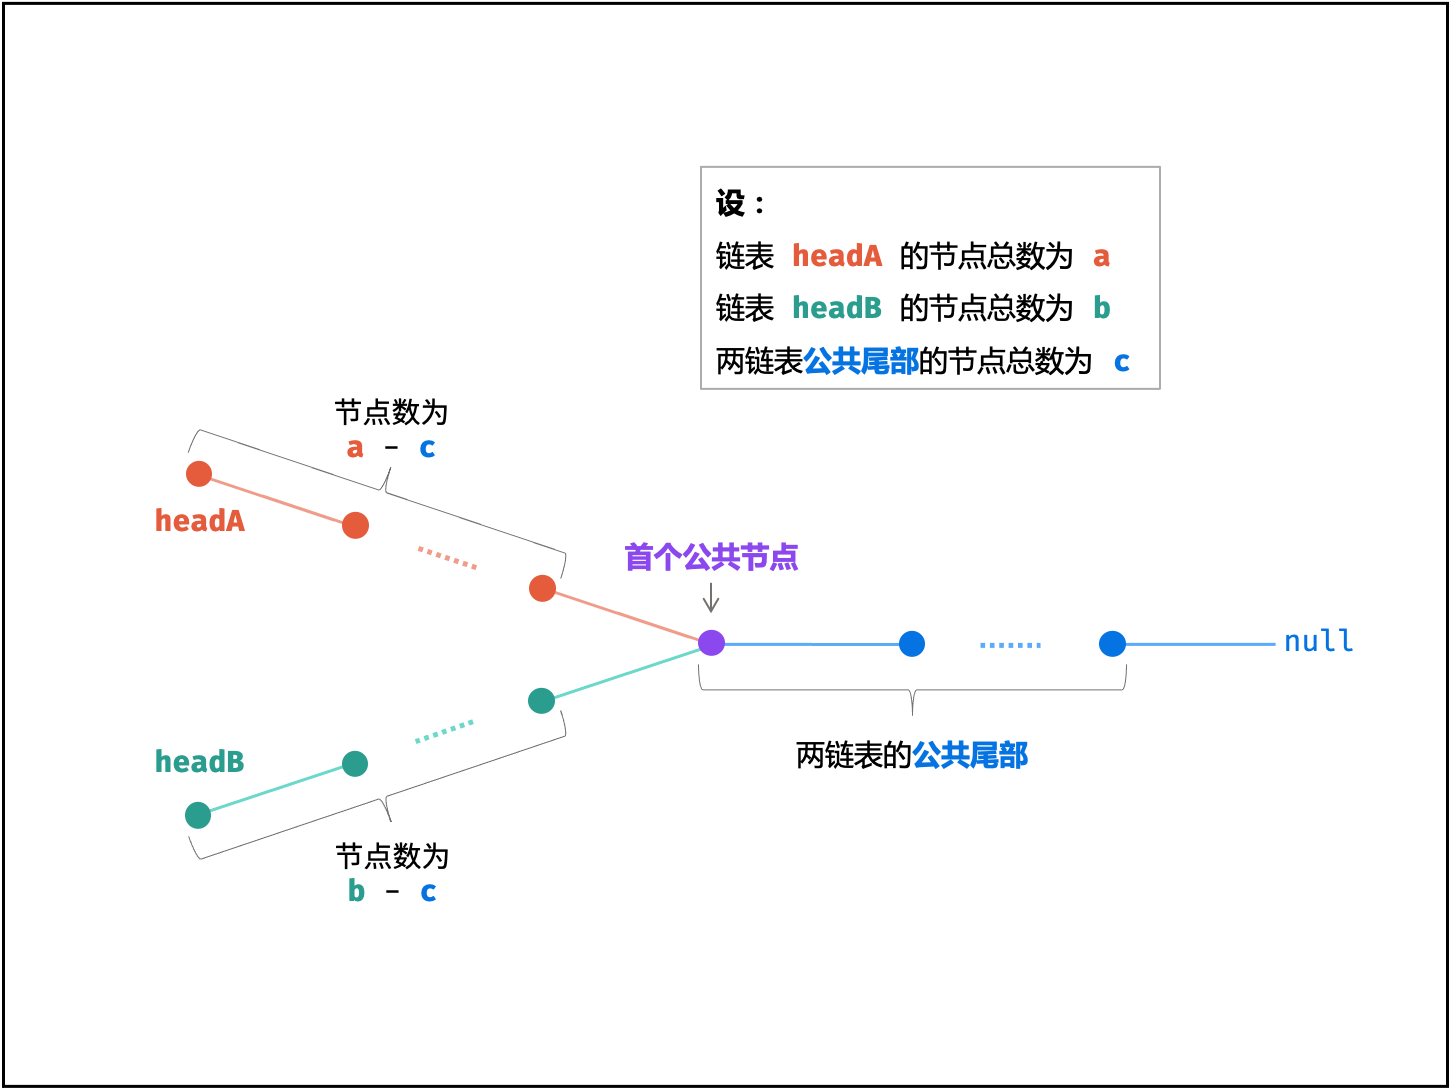 设：
链表 headA 的节点总数为 a
链表 headB 的节点总数为 b
两链表公共尾部的节点总数为 c
节点数为
a - c
headA
首个公共节点
null
headB
两链表的公共尾部
节点数为
b - c